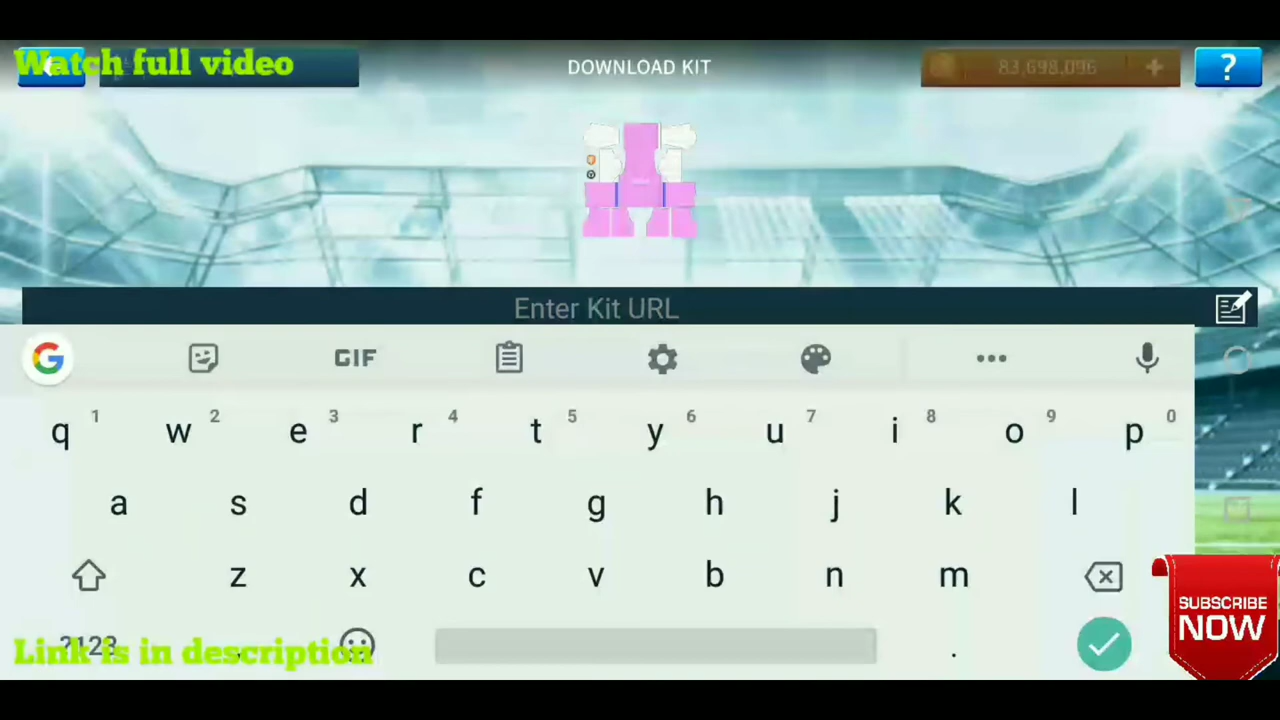 Watch full video
DOWNLOAD KIT
83,698,096
+
?
Enter Kit URL
G
GIF
...
q 1 w 2 e 3 r 4 t 5 y 6 u 7 i 8 o 9 p 0
a s d f g h j k l
z x c v b n m
?123 , .
Link is in description
SUBSCRIBE
NOW